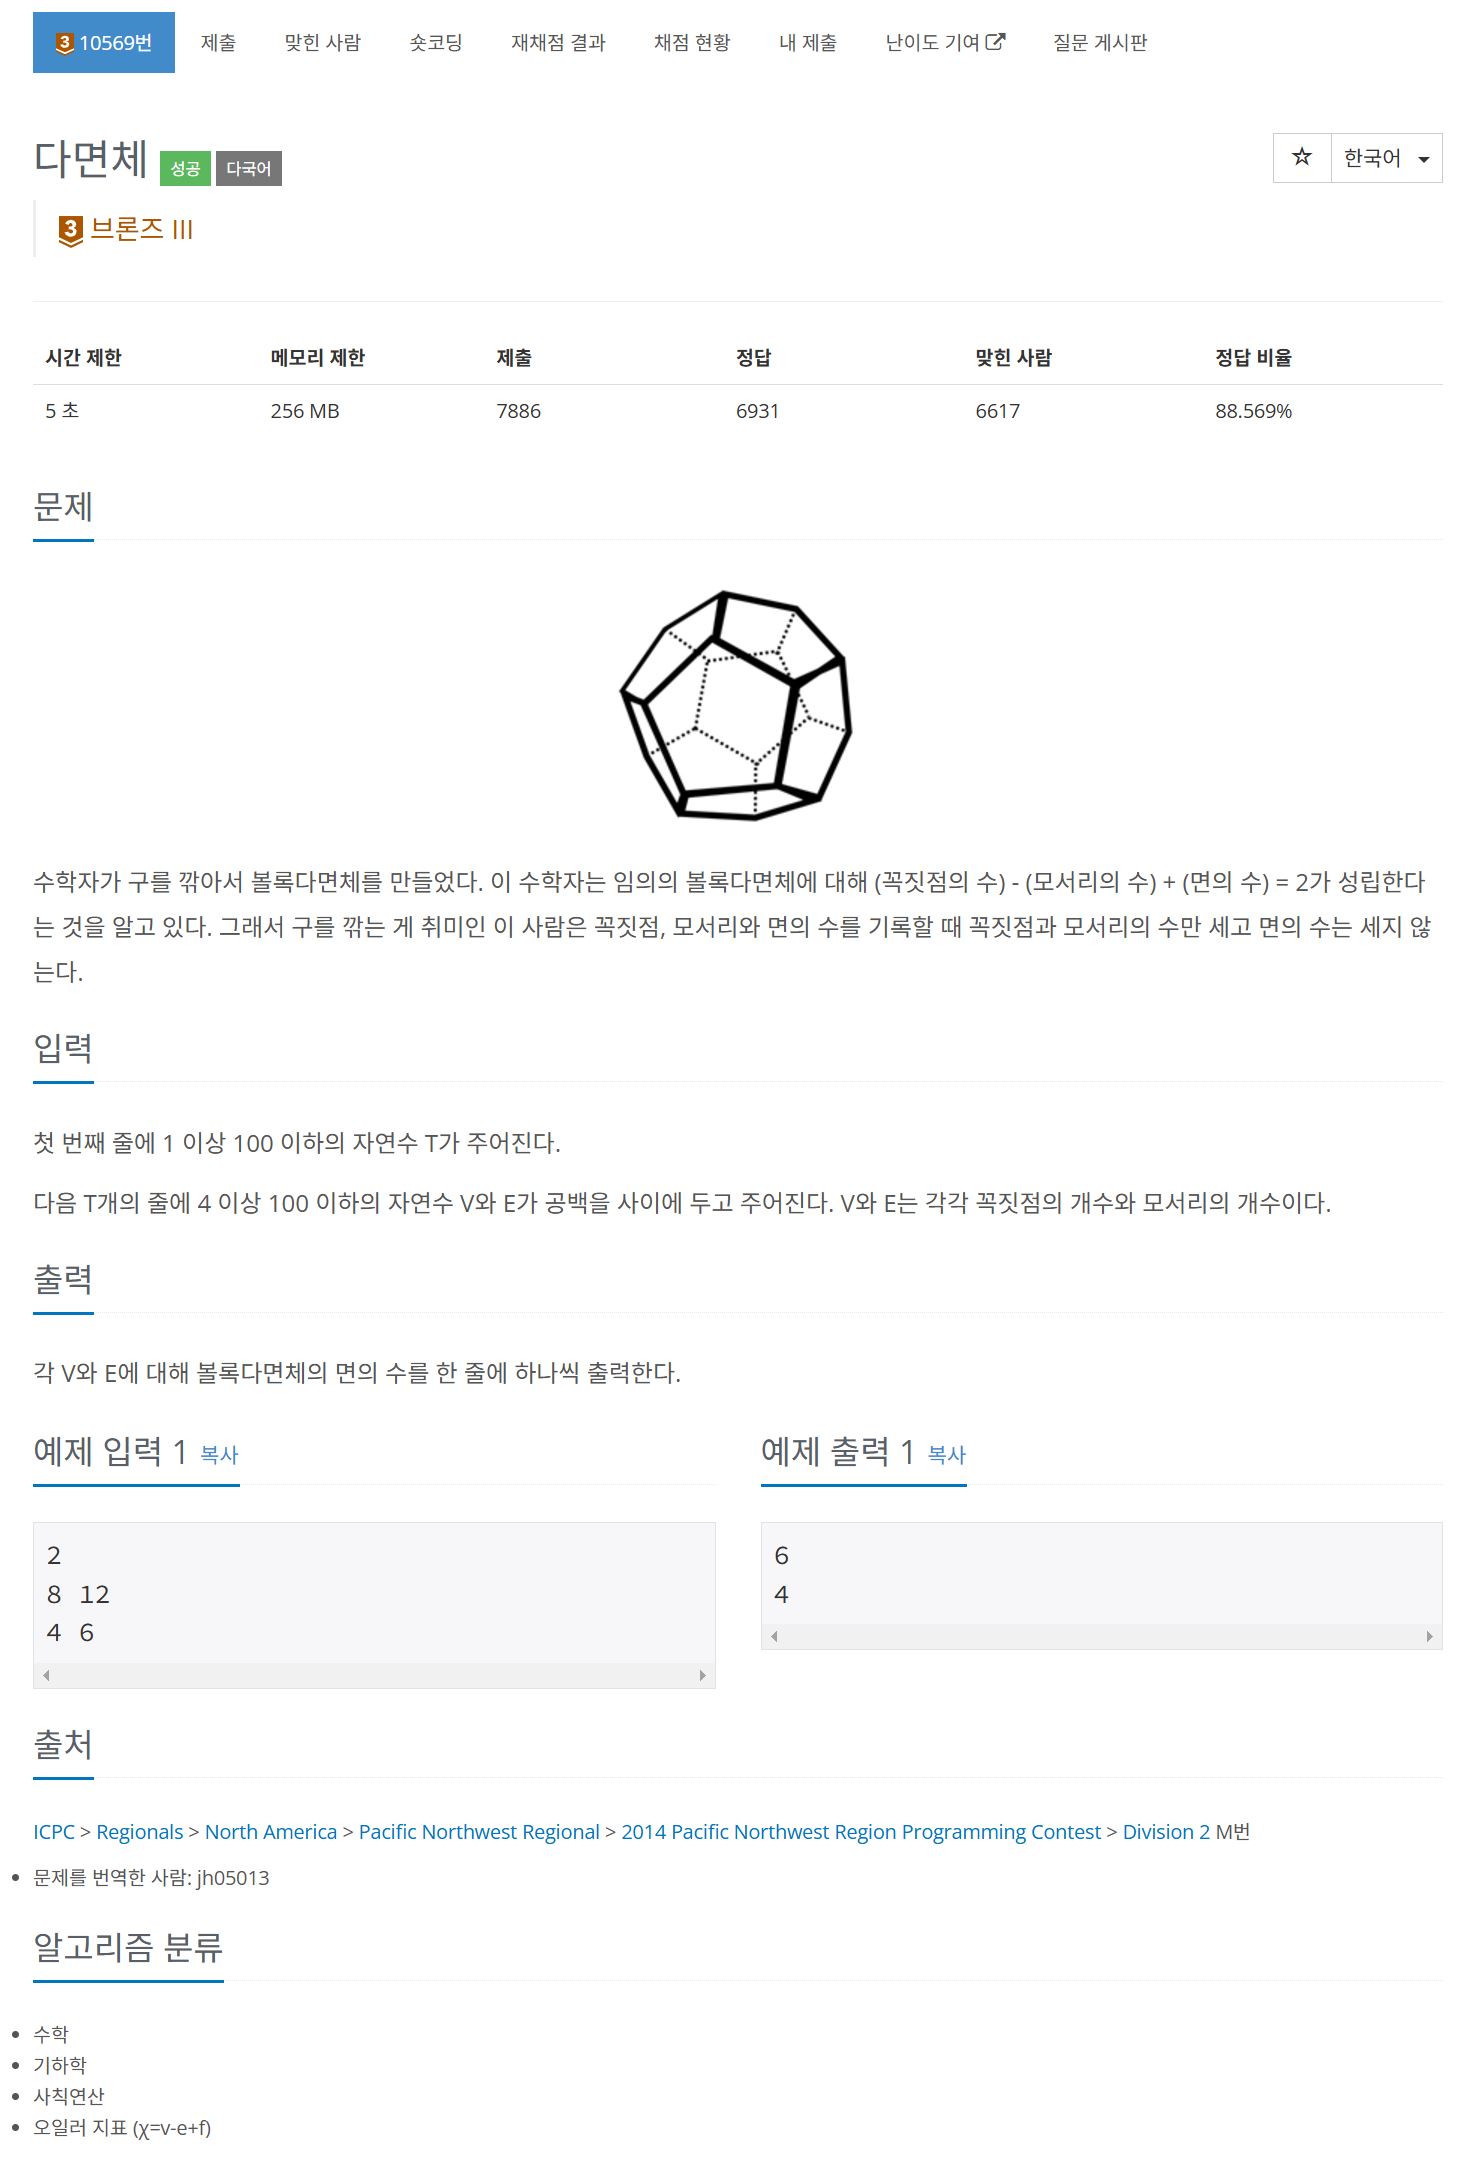 3 10569번 제출 맞힌 사람 숏코딩 재채점 결과 채점 현황 내 제출 난이도 기여 질문 게시판
다면체 성공 다국어 한국어
3 브론즈 III
시간 제한 메모리 제한 제출 정답 맞힌 사람 정답 비율
5 초 256 MB 7886 6931 6617 88.569%
문제
수학자가 구를 깎아서 볼록다면체를 만들었다. 이 수학자는 임의의 볼록다면체에 대해 (꼭짓점의 수) - (모서리의 수) + (면의 수) = 2가 성립한다
는 것을 알고 있다. 그래서 구를 깎는 게 취미인 이 사람은 꼭짓점, 모서리와 면의 수를 기록할 때 꼭짓점과 모서리의 수만 세고 면의 수는 세지 않
는다.
입력
첫 번째 줄에 1 이상 100 이하의 자연수 T가 주어진다.
다음 T개의 줄에 4 이상 100 이하의 자연수 V와 E가 공백을 사이에 두고 주어진다. V와 E는 각각 꼭짓점의 개수와 모서리의 개수이다.
출력
각 V와 E에 대해 볼록다면체의 면의 수를 한 줄에 하나씩 출력한다.
예제 입력 1 복사
2
8 12
4 6
예제 출력 1 복사
6
4
출처
ICPC > Regionals > North America > Pacific Northwest Regional > 2014 Pacific Northwest Region Programming Contest > Division 2 M번
문제를 번역한 사람: jh05013
알고리즘 분류
수학
기하학
사칙연산
오일러 지표 (χ=v-e+f)